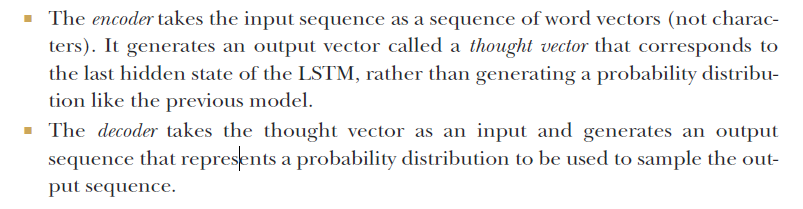 The encoder takes the input sequence as a sequence of word vectors (not charac-
ters). It generates an output vector called a thought vector that corresponds to
the last hidden state of the LSTM, rather than generating a probability distribu-
tion like the previous model.
The decoder takes the thought vector as an input and generates an output
sequence that represents a probability distribution to be used to sample the out-
put sequence.